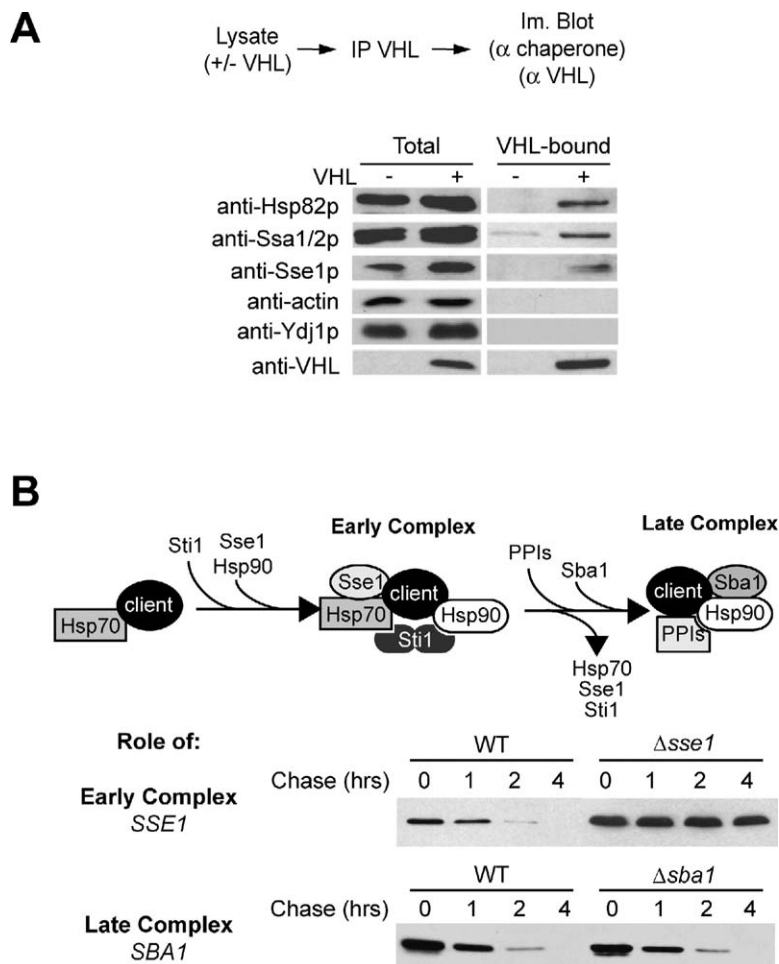 A
Lysate
(+/- VHL)
IP VHL
Im. Blot
(α chaperone)
(α VHL)
Total
VHL-bound
VHL - + - +
anti-Hsp82p
anti-Ssa1/2p
anti-Sse1p
anti-actin
anti-Ydj1p
anti-VHL
B
Early Complex
Late Complex
Sti1
Sse1
Hsp90
PPIs
Sba1
client
Hsp70
Sse1
client
Hsp70
Hsp90
Sti1
client
Sba1
Hsp90
PPIs
Hsp70
Sse1
Sti1
Role of:
WT
Δsse1
Chase (hrs) 0 1 2 4 0 1 2 4
Early Complex
SSE1
WT
Δsba1
Chase (hrs) 0 1 2 4 0 1 2 4
Late Complex
SBA1